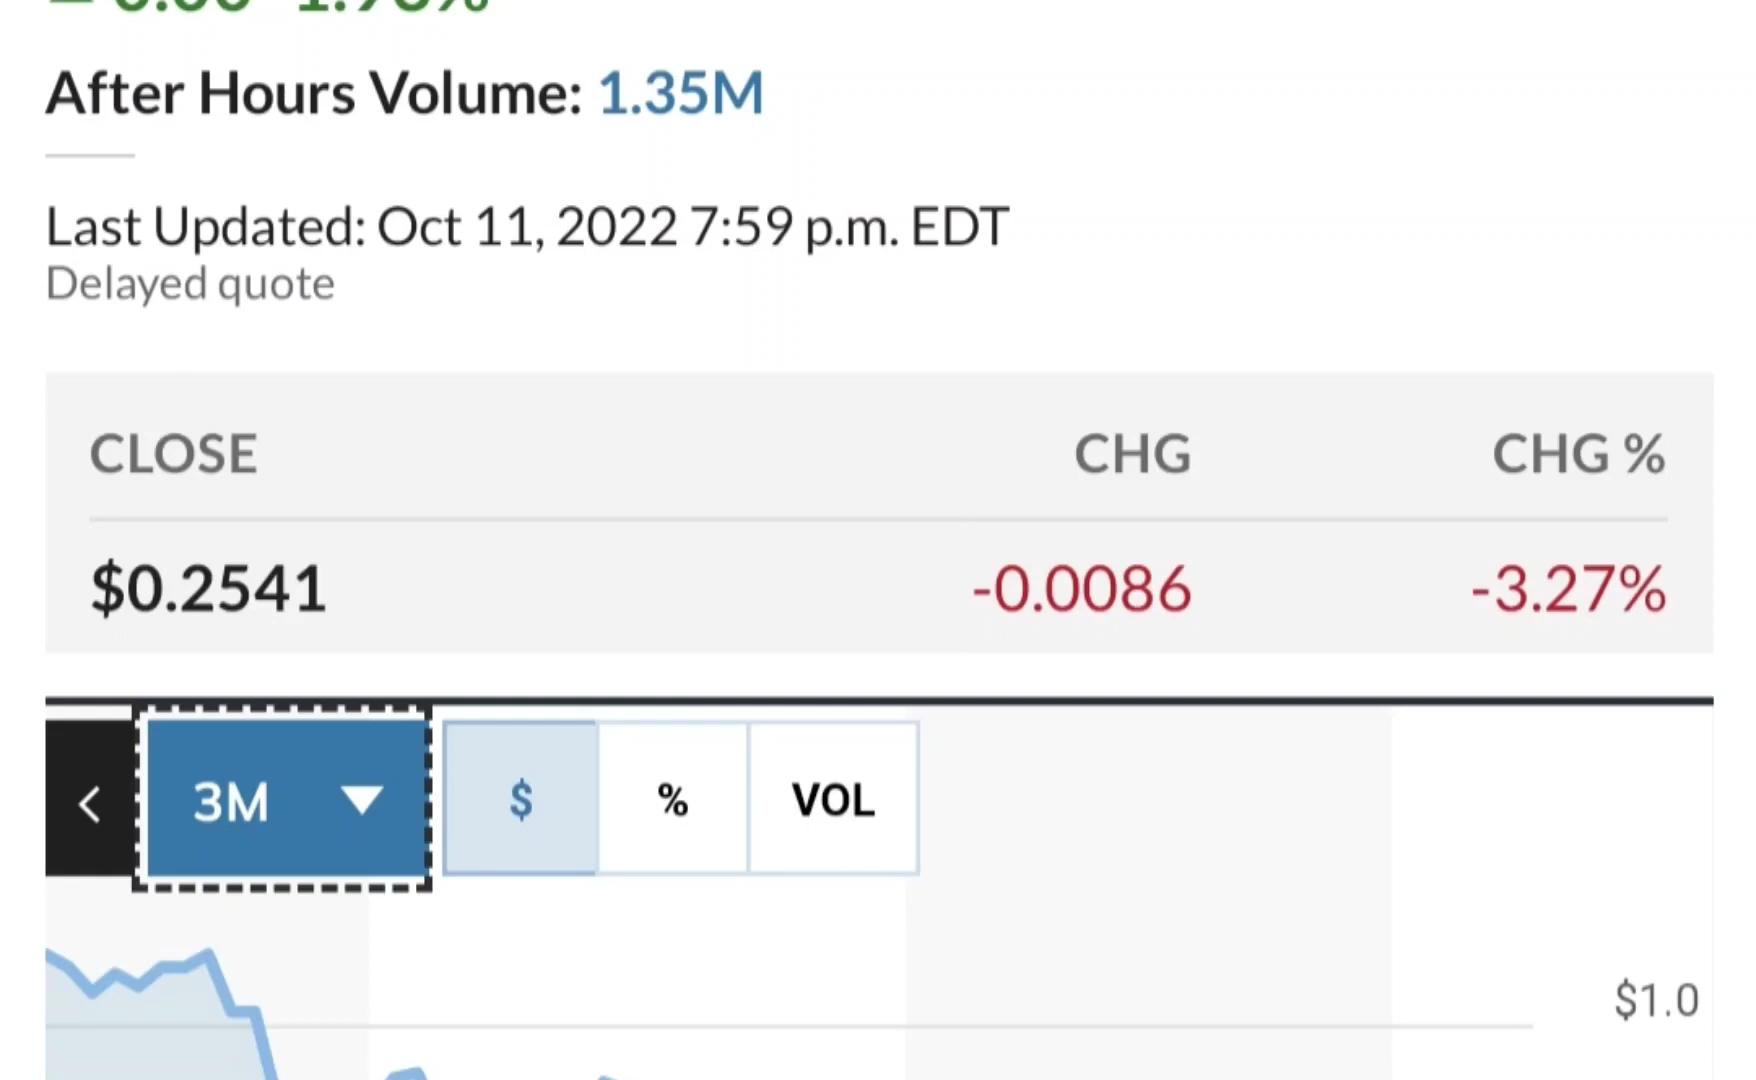 After Hours Volume: 1.35M
Last Updated: Oct 11, 2022 7:59 p.m. EDT
Delayed quote
CLOSE CHG CHG %
$0.2541 -0.0086 -3.27%
3M $ % VOL
$1.0